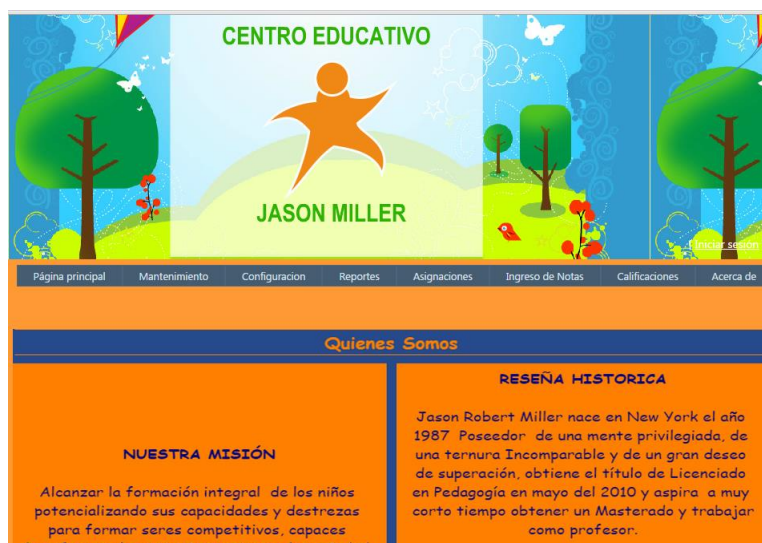 CENTRO EDUCATIVO
JASON MILLER
[ Iniciar sesión
Página principal Mantenimiento Configuracion Reportes Asignaciones Ingreso de Notas Calificaciones Acerca de
Quienes Somos
NUESTRA MISIÓN
Alcanzar la formación integral de los niños
potencializando sus capacidades y destrezas
para formar seres competitivos, capaces
RESEÑA HISTORICA
Jason Robert Miller nace en New York el año
1987 Poseedor de una mente privilegiada, de
una ternura Incomparable y de un gran deseo
de superación, obtiene el título de Licenciado
en Pedagogía en mayo del 2010 y aspira a muy
corto tiempo obtener un Masterado y trabajar
como profesor.